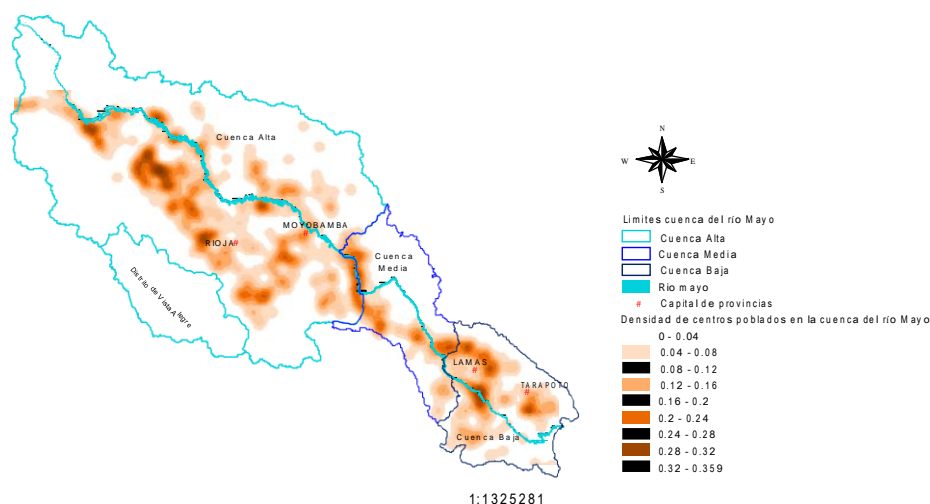 Cuenca Alta
MOYOBAMBA
#
RIOJA #
Cuenca
Media
Distrito de Vista Alegre
LAMAS
#
TARAPOTO
#
Cuenca Baja
N
W E
S
Limites cuenca del río Mayo
Cuenca Alta
Cuenca Media
Cuenca Baja
Rio mayo
# Capital de provincias
Densidad de centros poblados en la cuenca del río Mayo
0 - 0.04
0.04 - 0.08
0.08 - 0.12
0.12 - 0.16
0.16 - 0.2
0.2 - 0.24
0.24 - 0.28
0.28 - 0.32
0.32 - 0.359
1:1325281